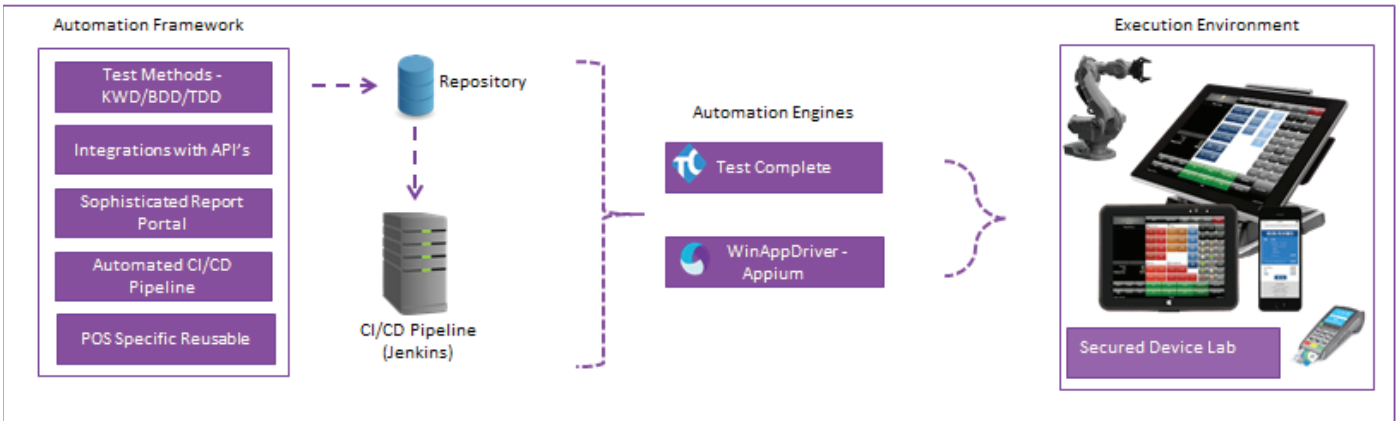 Automation Framework
Test Methods -
KWD/BDD/TDD
Integrations with API's
Sophisticated Report
Portal
Automated CI/CD
Pipeline
POS Specific Reusable
Repository
CI/CD Pipeline
(Jenkins)
Automation Engines
Test Complete
WinAppDriver -
Appium
Execution Environment
Secured Device Lab